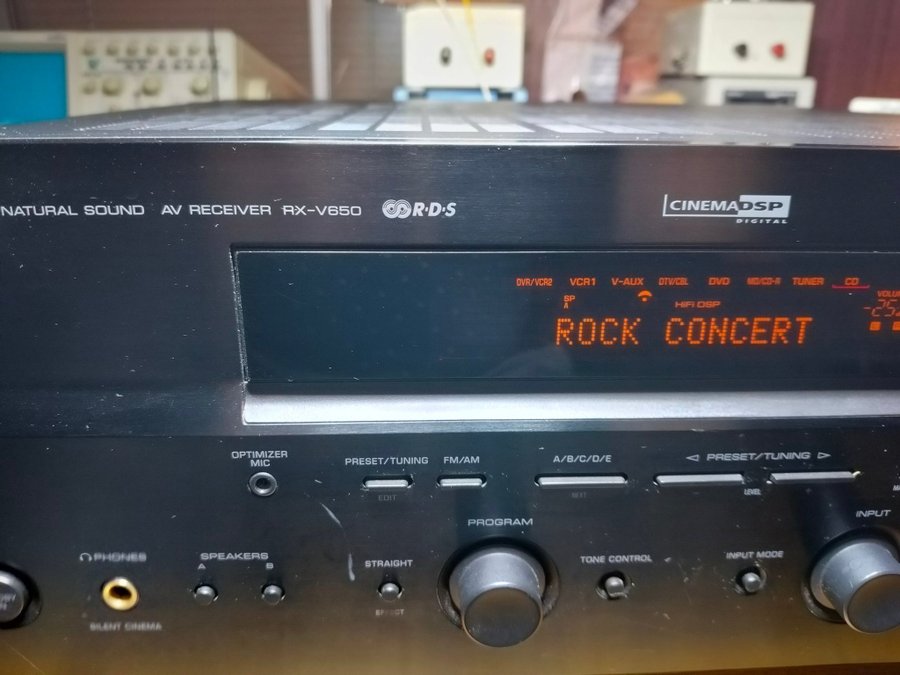 NATURAL SOUND AV RECEIVER RX-V650 R·D·S
CINEMA DSP
DIGITAL
DVR/VCR2 VCR1 V-AUX DTV/CBL DVD MD/CD-R TUNER CD
SP
A
HiFi DSP
ROCK CONCERT
OPTIMIZER
MIC
PRESET/TUNING FM/AM A/B/C/D/E ◁ PRESET/TUNING ▷
EDIT
NEXT
LEVEL
PROGRAM
INPUT
PHONES
SPEAKERS
A B
STRAIGHT
TONE CONTROL
INPUT MODE
EFFECT
SILENT CINEMA